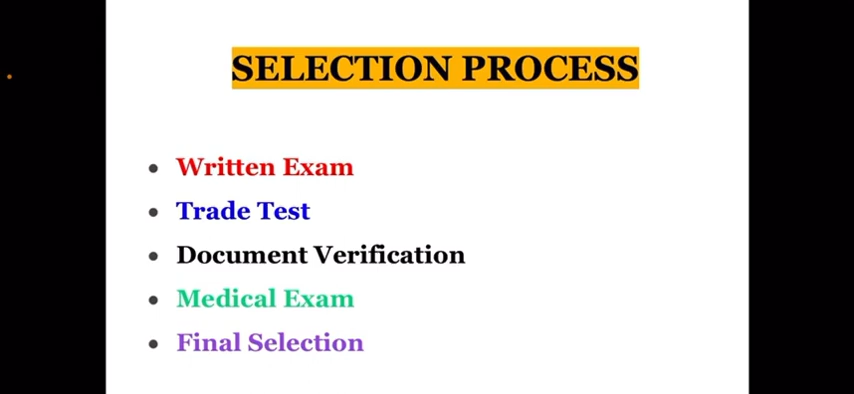 SELECTION PROCESS
Written Exam
Trade Test
Document Verification
Medical Exam
Final Selection